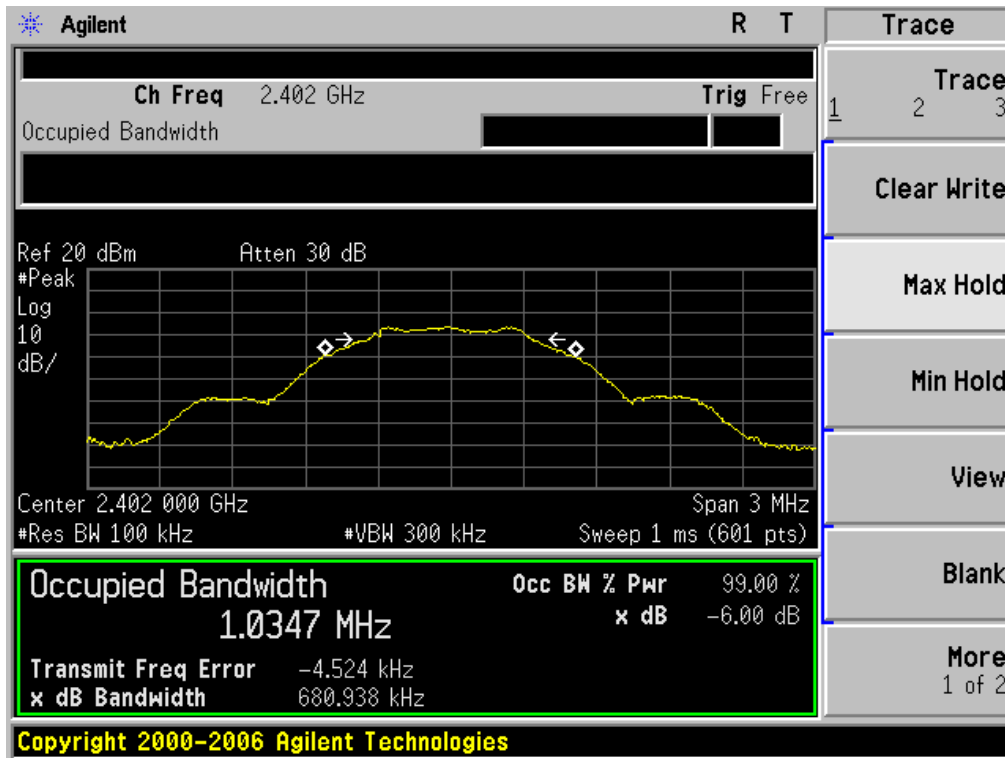 Agilent R T Trace
Ch Freq 2.402 GHz Trig Free
Occupied Bandwidth
Trace
1 2 3
Clear Write
Max Hold
Min Hold
View
Blank
More
1 of 2
Ref 20 dBm Atten 30 dB
#Peak
Log
10
dB/
Center 2.402 000 GHz Span 3 MHz
#Res BW 100 kHz #VBW 300 kHz Sweep 1 ms (601 pts)
Occupied Bandwidth Occ BW % Pwr 99.00 %
1.0347 MHz x dB -6.00 dB
Transmit Freq Error -4.524 kHz
x dB Bandwidth 680.938 kHz
Copyright 2000-2006 Agilent Technologies